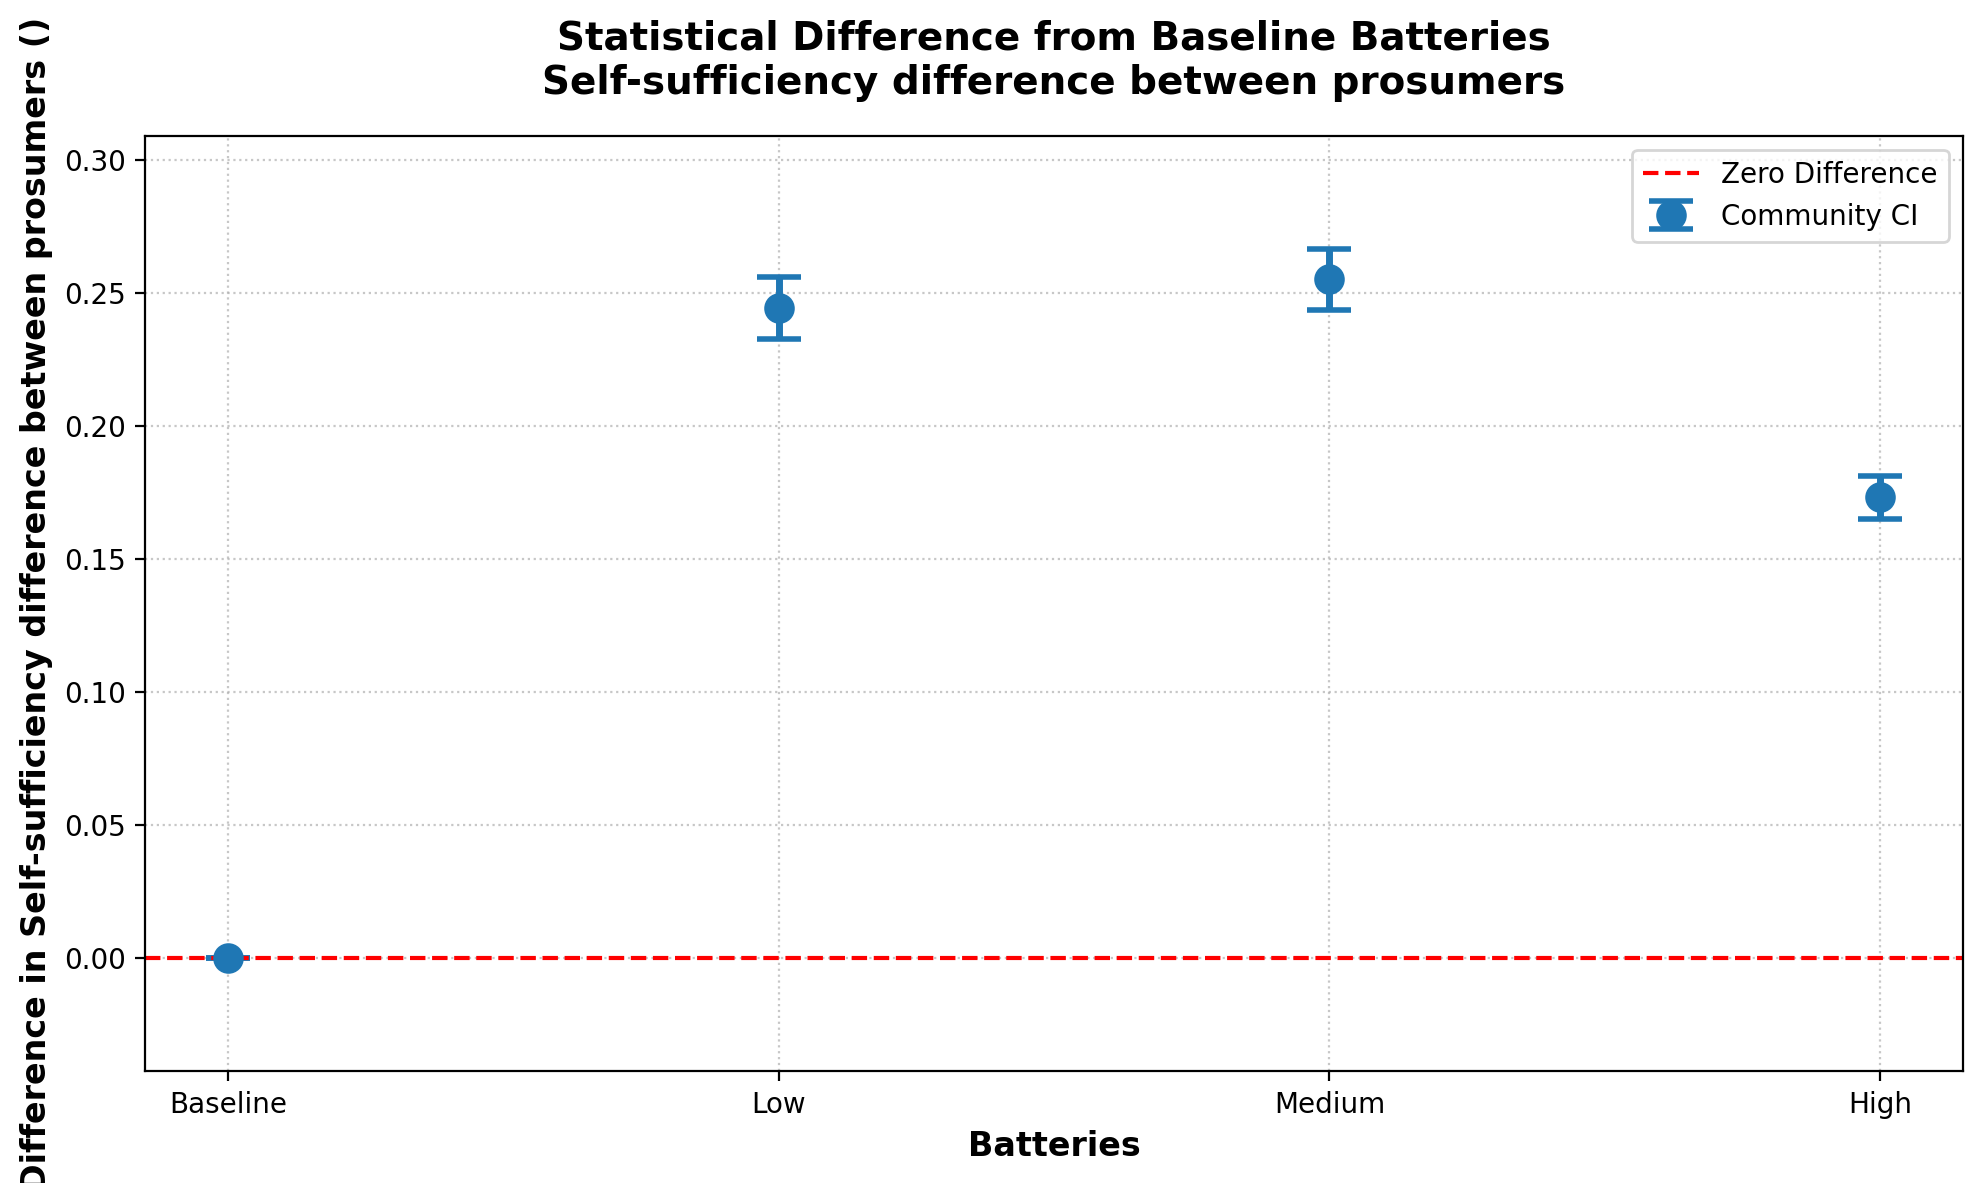 Statistical Difference from Baseline Batteries
Self-sufficiency difference between prosumers
Difference in Self-sufficiency difference between prosumers ()
0.30
0.25
0.20
0.15
0.10
0.05
0.00
Zero Difference
Community CI
Baseline
Low
Medium
High
Batteries